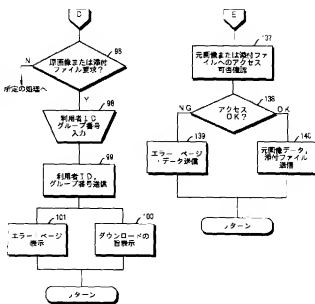 D
95
原画像または添付
ファイル要求?
N
所定の処理へ
Y
98
利用者ID
グループ番号
入力
99
利用者ID,
グループ番号送信
101
エラー・ページ
表示
100
ダウンロードの
旨表示
リターン
E
137
元画像または添付ファ
イルへのアクセス
可否確認
138
アクセス
OK?
NG
OK
139
エラー・ページ
・データ送信
140
元画像データ,
添付ファイル
送信
リターン